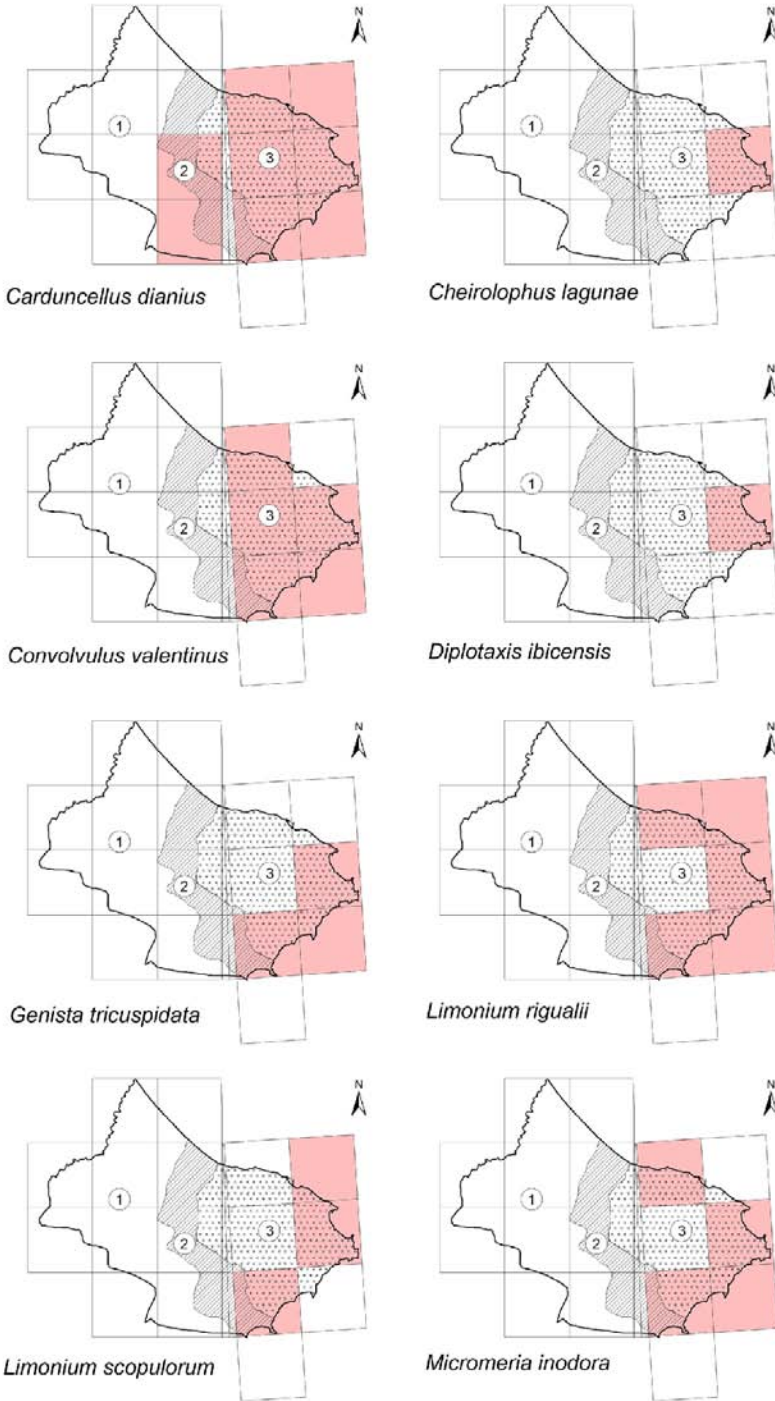 N N
1 2 3 1 2 3
Carduncellus dianius Cheirolophus lagunae
N N
1 2 3 1 2 3
Convolvulus valentinus Diplotaxis ibicensis
N N
1 2 3 1 2 3
Genista tricuspidata Limonium rigualii
N N
1 2 3 1 2 3
Limonium scopulorum Micromeria inodora